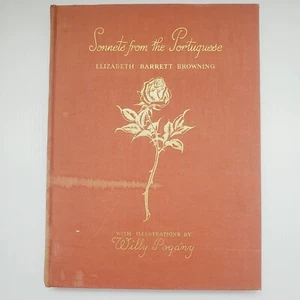 Sonnets from the Portuguese
ELIZABETH BARRETT BROWNING
WITH ILLUSTRATIONS BY
Willy Pogány